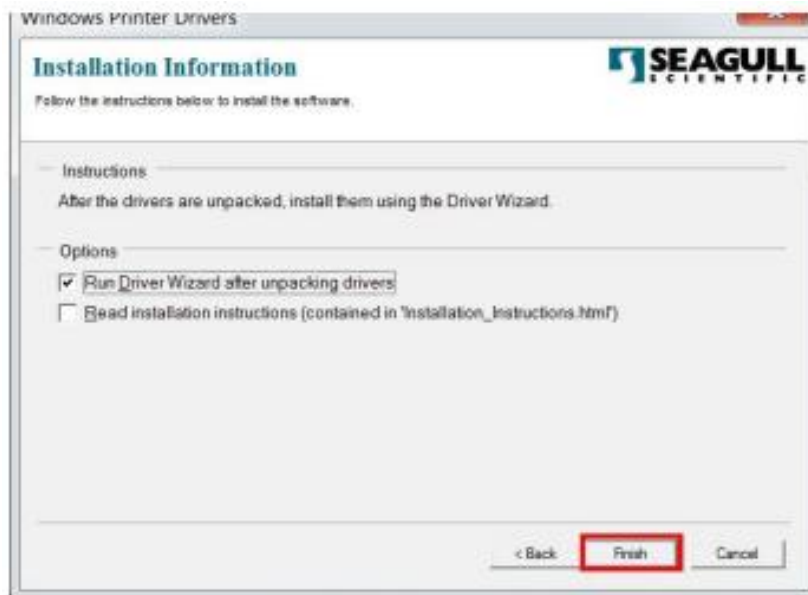 Windows Printer Drivers
Installation Information
SEAGULL
SCIENTIFIC
Follow the instructions below to install the software.
Instructions
After the drivers are unpacked, install them using the Driver Wizard.
Options
Run Driver Wizard after unpacking drivers
Read installation instructions (contained in 'Installation_Instructions.html')
< Back Finish Cancel